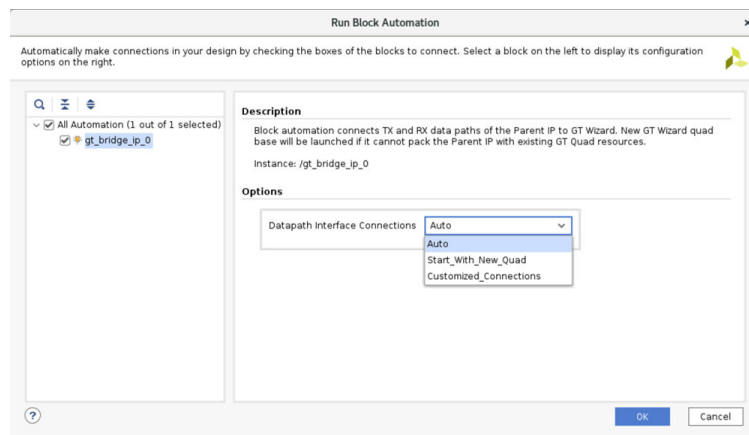 Run Block Automation
Automatically make connections in your design by checking the boxes of the blocks to connect. Select a block on the left to display its configuration
options on the right.
All Automation (1 out of 1 selected)
gt_bridge_ip_0
Description
Block automation connects TX and RX data paths of the Parent IP to GT Wizard. New GT Wizard quad
base will be launched if it cannot pack the Parent IP with existing GT Quad resources.
Instance: /gt_bridge_ip_0
Options
Datapath Interface Connections Auto
Auto
Start_With_New_Quad
Customized_Connections
? OK Cancel